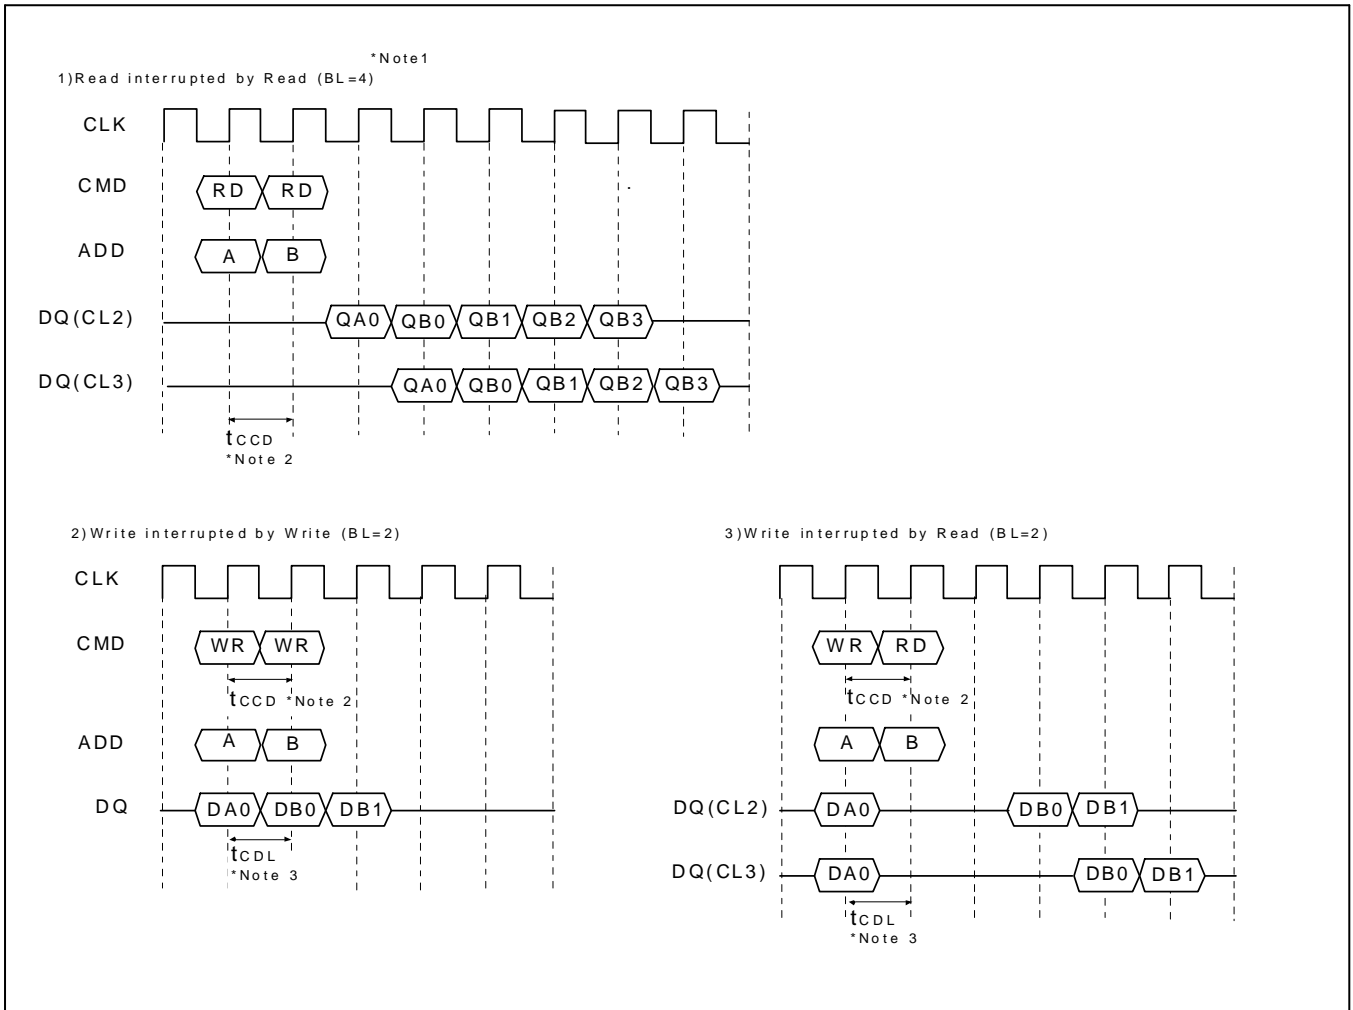 *Note1
1)Read interrupted by Read (BL=4)
CLK
CMD RD RD
ADD A B
DQ(CL2) QA0 QB0 QB1 QB2 QB3
DQ(CL3) QA0 QB0 QB1 QB2 QB3
tCCD
*Note 2
2)Write interrupted by Write (BL=2)
CLK
CMD WR WR
tCCD *Note 2
ADD A B
DQ DA0 DB0 DB1
tCDL
*Note 3
3)Write interrupted by Read (BL=2)
WR RD
tCCD *Note 2
A B
DQ(CL2) DA0 DB0 DB1
DQ(CL3) DA0 DB0 DB1
tCDL
*Note 3